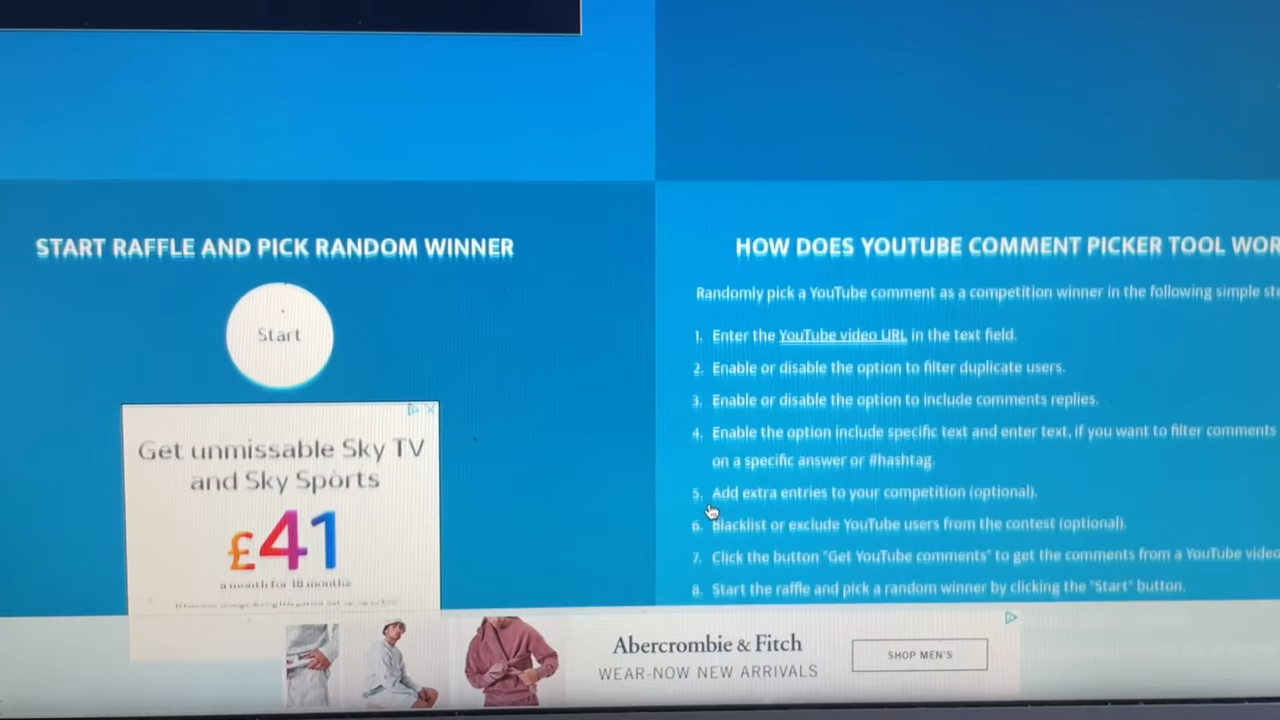 START RAFFLE AND PICK RANDOM WINNER
Start
Get unmissable Sky TV
and Sky Sports
£41
a month for 18 months
HOW DOES YOUTUBE COMMENT PICKER TOOL WOR
Randomly pick a YouTube comment as a competition winner in the following simple ste
1. Enter the YouTube video URL in the text field.
2. Enable or disable the option to filter duplicate users.
3. Enable or disable the option to include comments replies.
4. Enable the option include specific text and enter text, if you want to filter comments
on a specific answer or #hashtag.
5. Add extra entries to your competition (optional).
6. Blacklist or exclude YouTube users from the contest (optional).
7. Click the button "Get YouTube comments" to get the comments from a YouTube video
8. Start the raffle and pick a random winner by clicking the "Start" button.
Abercrombie & Fitch
WEAR-NOW NEW ARRIVALS
SHOP MEN'S